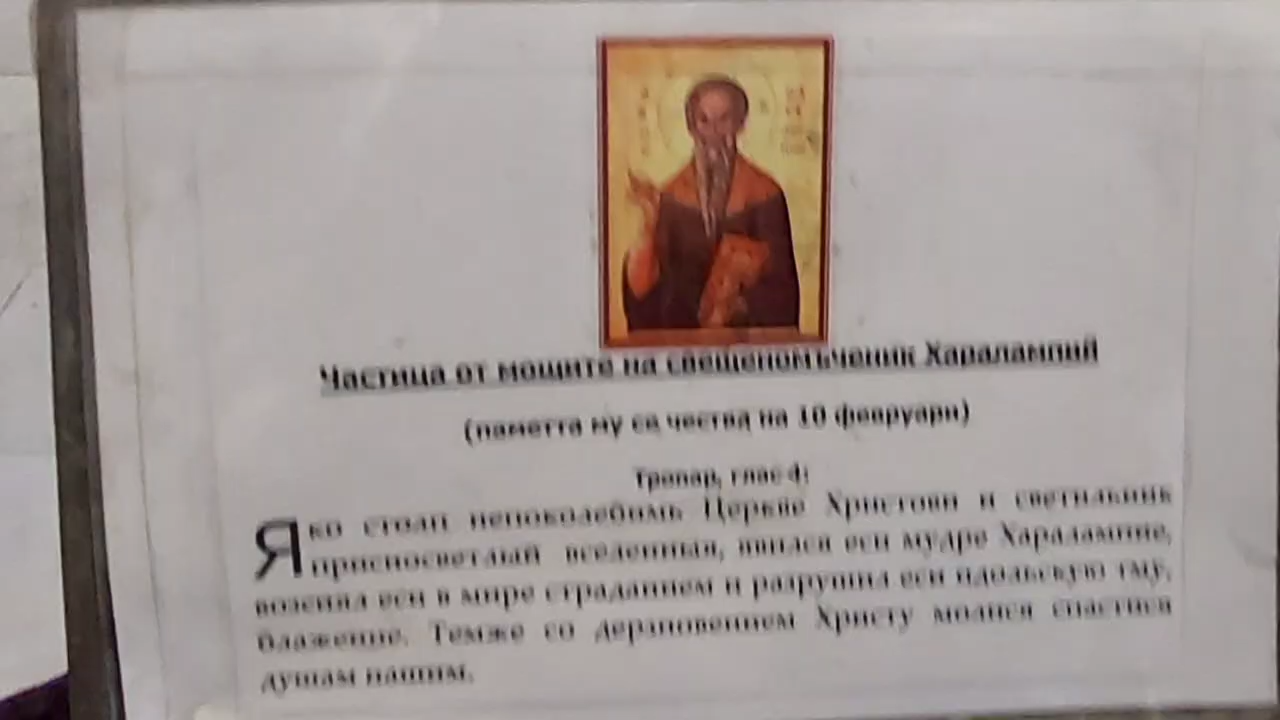 Частица от мощите на свещеномъченик Харалампий
(паметта му се чества на 10 февруари)
Тропар, глас 4:
Яко столп непоколебимь Церкве Христови и светильник
присносветлый вселенныя, явился еси мудре Харалампие,
возсиял еси в мире страданием и разрушил еси идольскую тму,
блаженне. Темже со дерзновением Христу молися спастися
душам нашим.